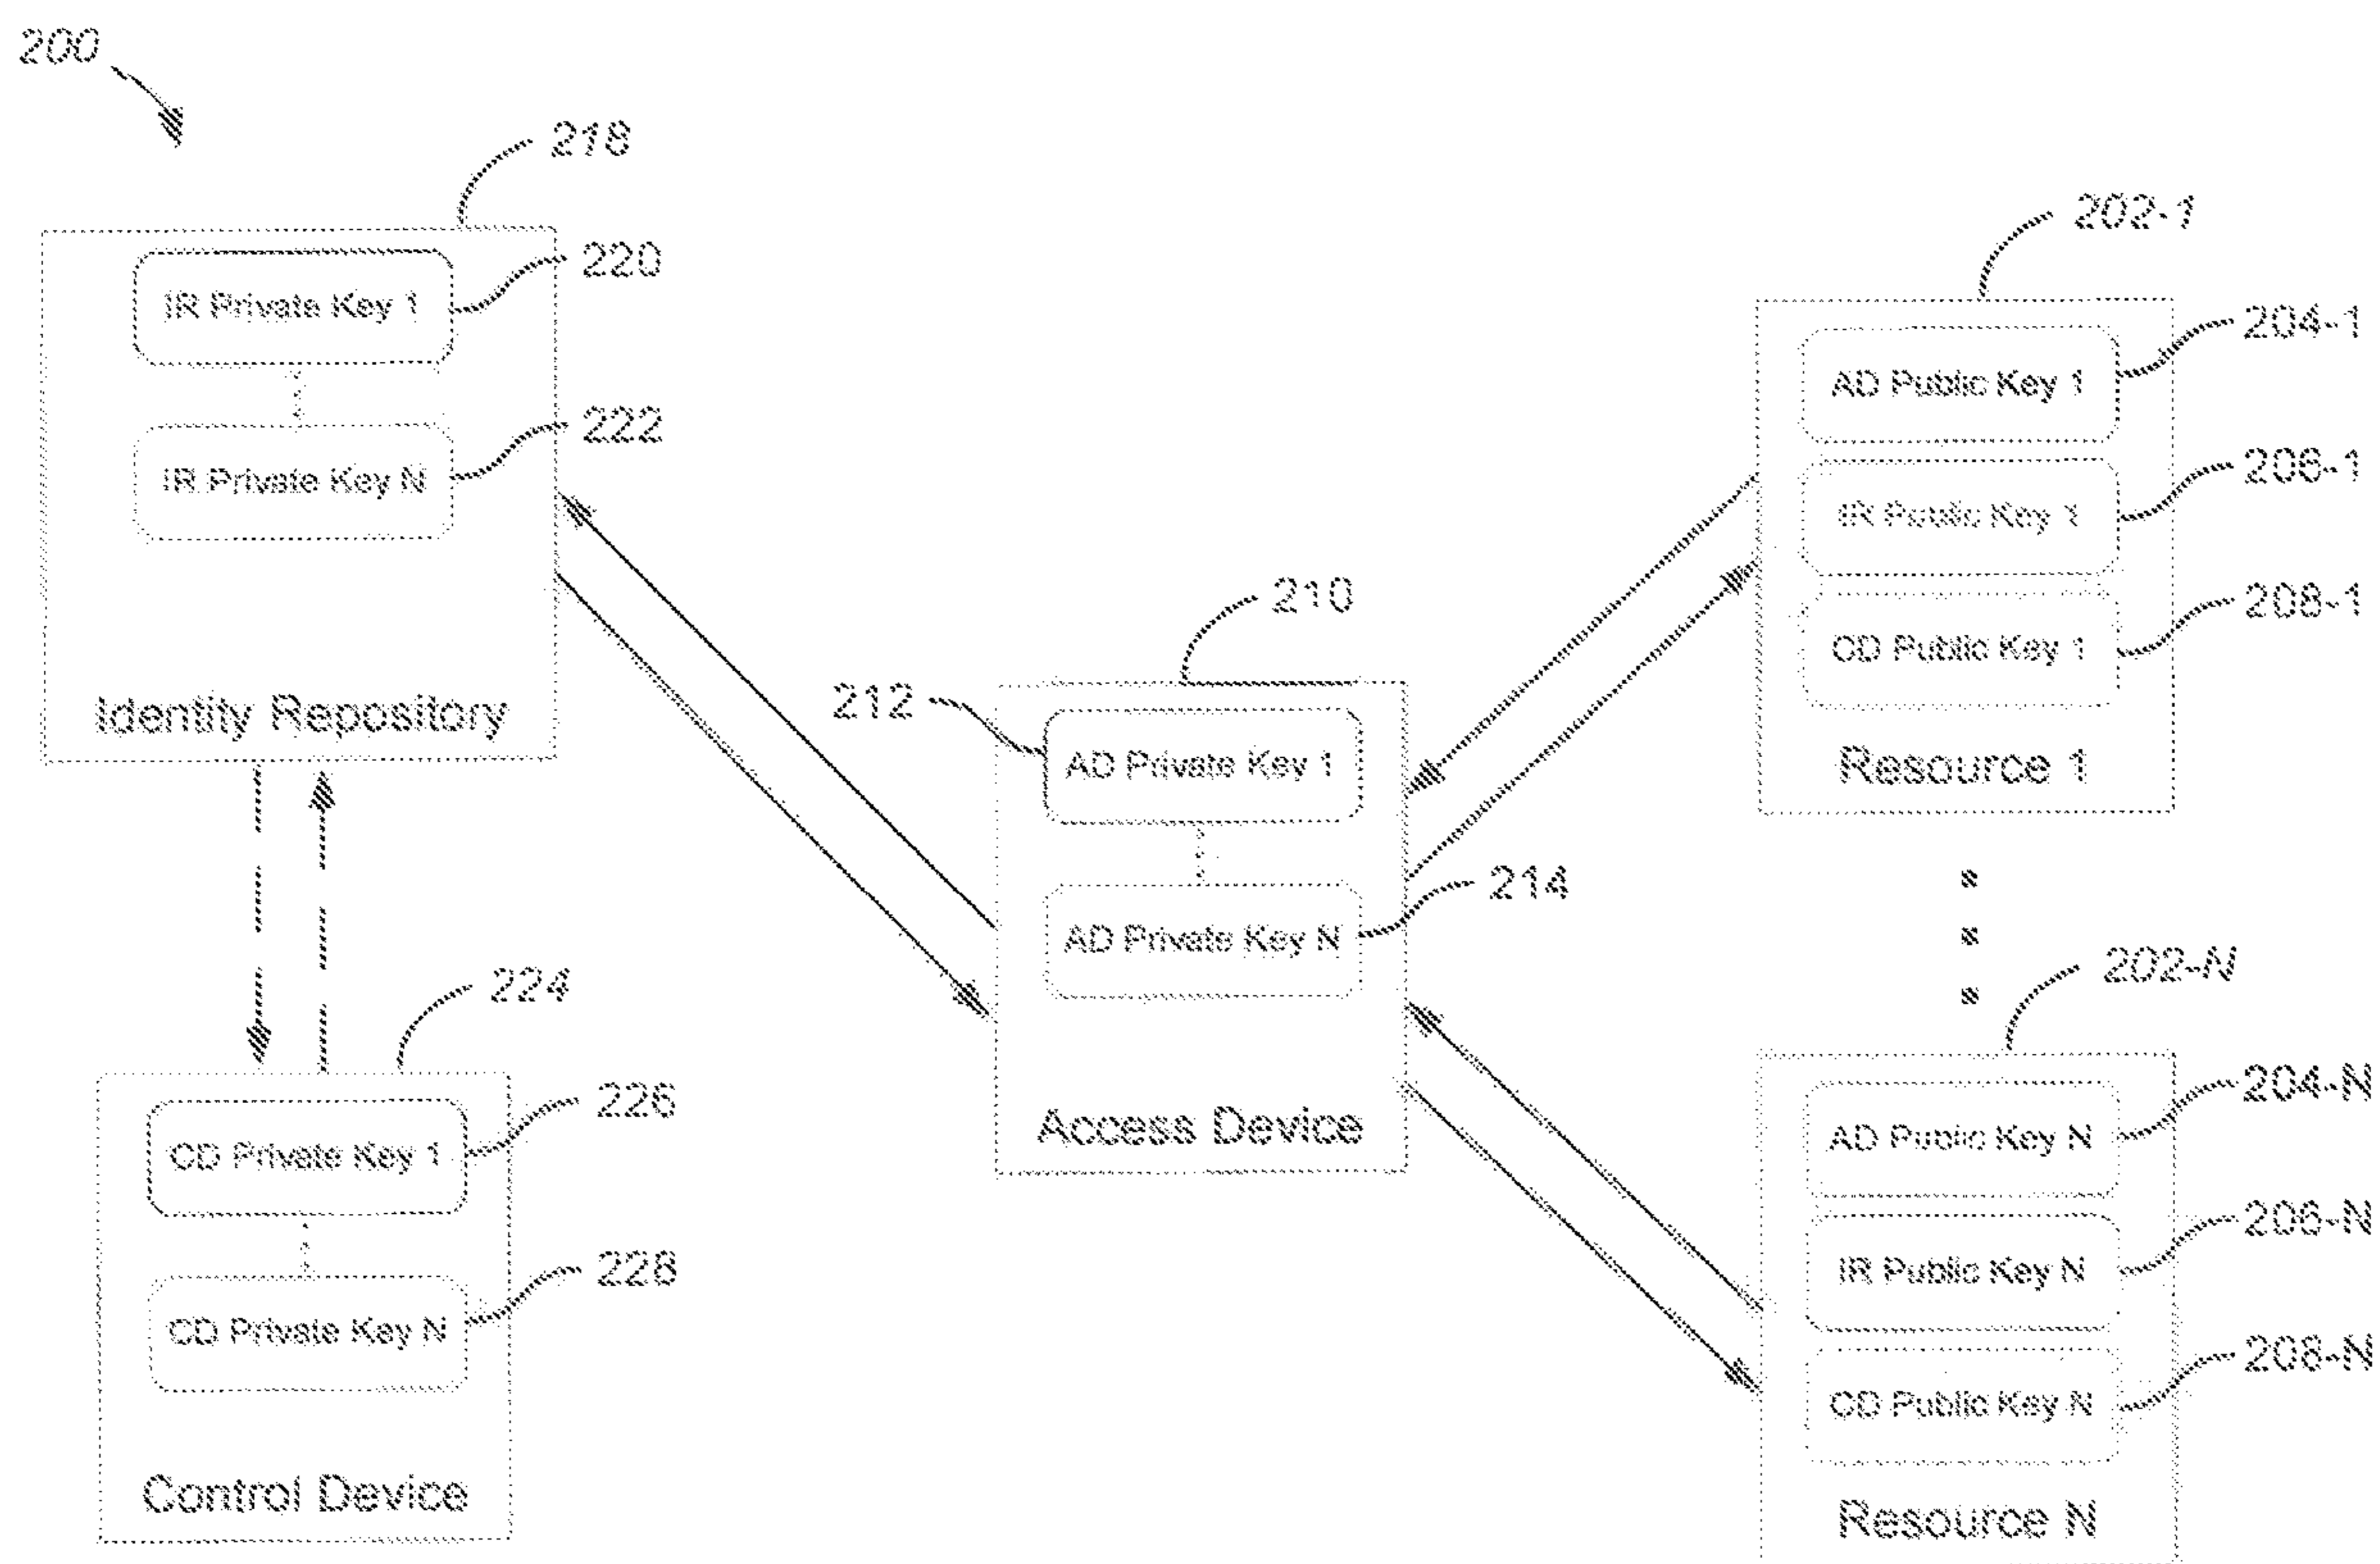 200
218
IR Private Key 1
220
IR Private Key N
222
Identity Repository
224
CD Private Key 1
226
CD Private Key N
228
Control Device
210
212
AD Private Key 1
AD Private Key N
214
Access Device
202-1
AD Public Key 1
204-1
IR Public Key 1
206-1
CD Public Key 1
208-1
Resource 1
202-N
AD Public Key N
204-N
IR Public Key N
206-N
CD Public Key N
208-N
Resource N